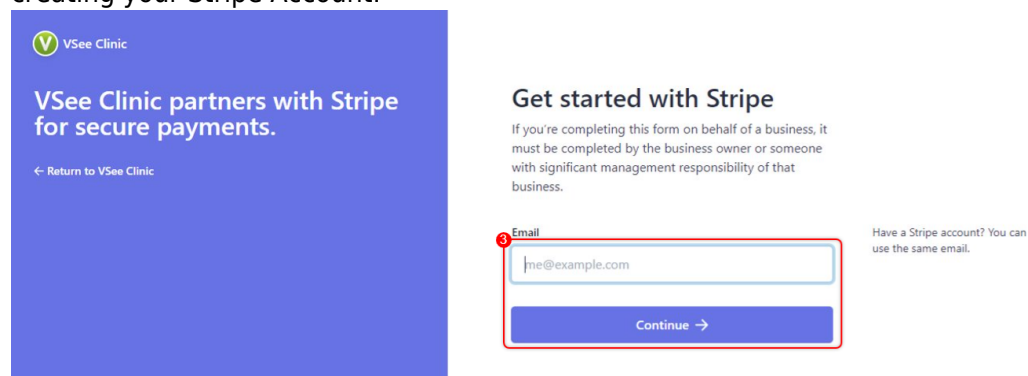 creating your Stripe Account.
VSee Clinic
VSee Clinic partners with Stripe
for secure payments.
← Return to VSee Clinic
Get started with Stripe
If you're completing this form on behalf of a business, it
must be completed by the business owner or someone
with significant management responsibility of that
business.
3
Email
me@example.com
Have a Stripe account? You can
use the same email.
Continue →